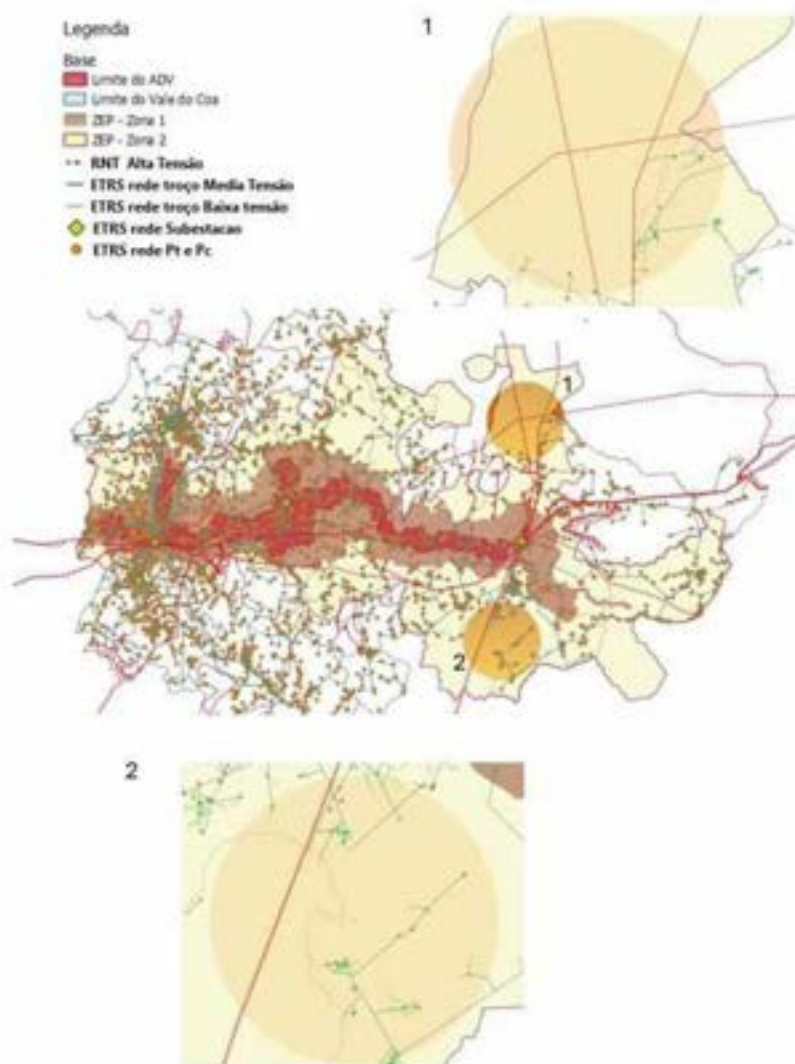 Legenda
Base
Limite do ADV
Limite do Vale do Coa
ZEP - Zona 1
ZEP - Zona 2
RNT Alta Tensão
ETRS rede troço Media Tensão
ETRS rede troço Baixa tensão
ETRS rede Subestacao
ETRS rede Pt e Pc
1
1
2
2